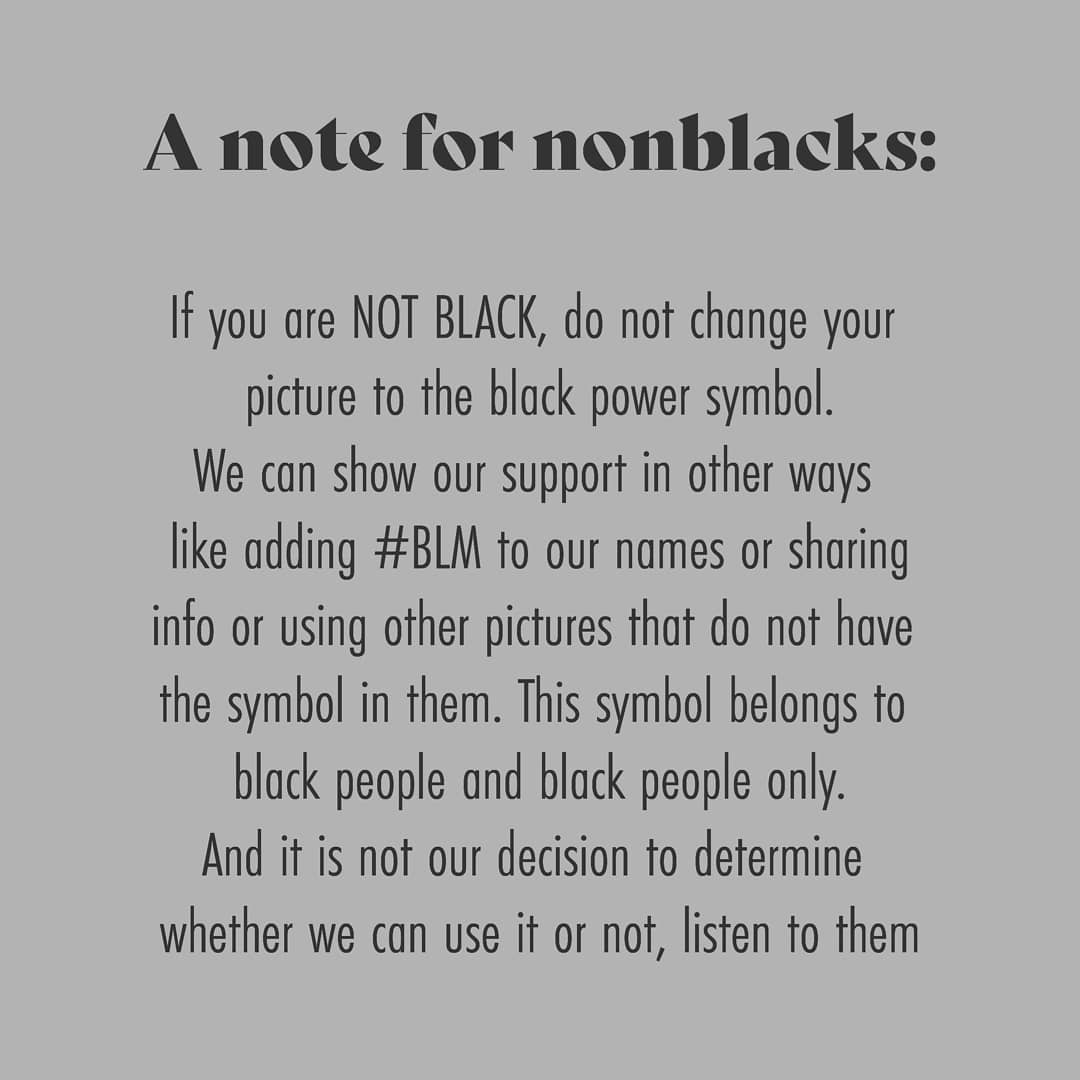 A note for nonblacks:
If you are NOT BLACK, do not change your
picture to the black power symbol.
We can show our support in other ways
like adding #BLM to our names or sharing
info or using other pictures that do not have
the symbol in them. This symbol belongs to
black people and black people only.
And it is not our decision to determine
whether we can use it or not, listen to them